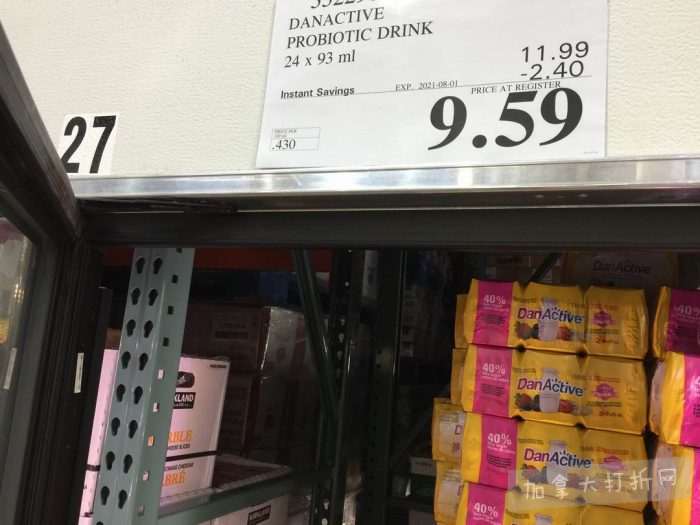 DANACTIVE
PROBIOTIC DRINK
24 x 93 ml
11.99
-2.40
Instant Savings
EXP. 2021-08-01
PRICE AT REGISTER
9.59
.430
27
DanActive
40%
DanActive
40%
DanActive
40%
DanActive
40%
DanActive
40%
KIRKLAND
加拿大打折网